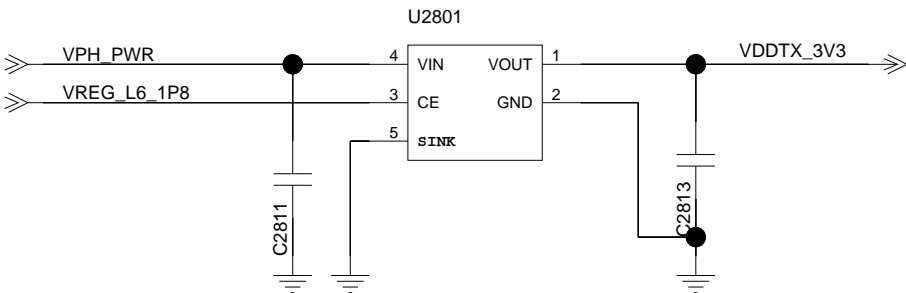 U2801
VPH_PWR
4
VIN
VOUT
1
VDDTX_3V3
VREG_L6_1P8
3
CE
GND
2
5
SINK
C2811
C2813